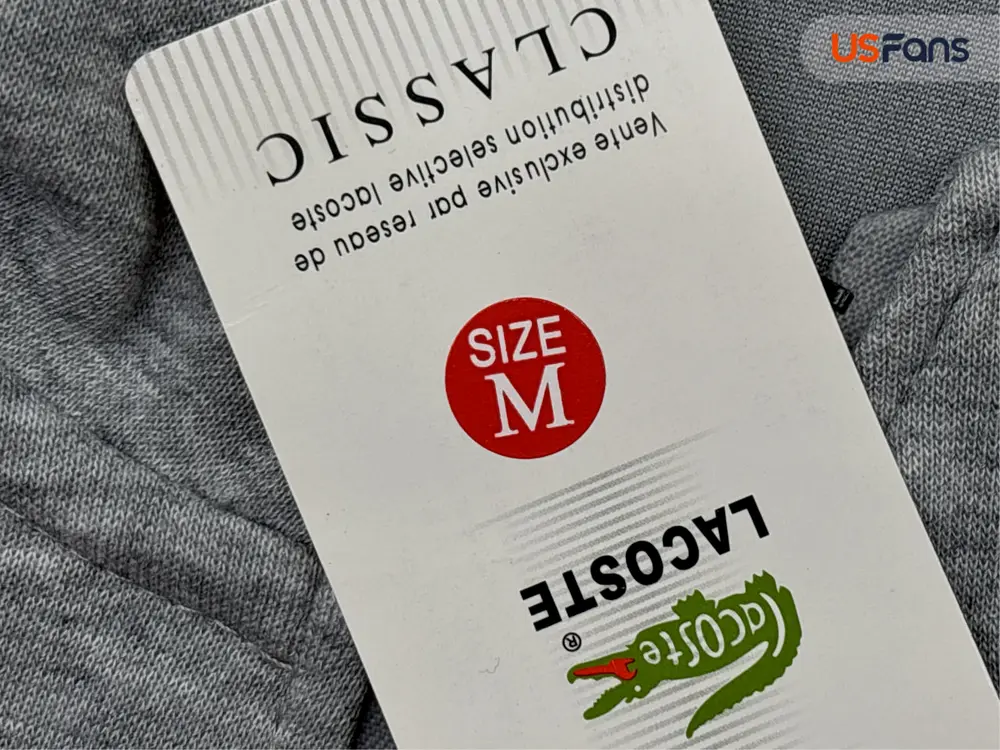 USFans
Lacoste
®
LACOSTE
SIZE
M
Vente exclusive par reseau de
distribution selective lacoste
CLASSIC